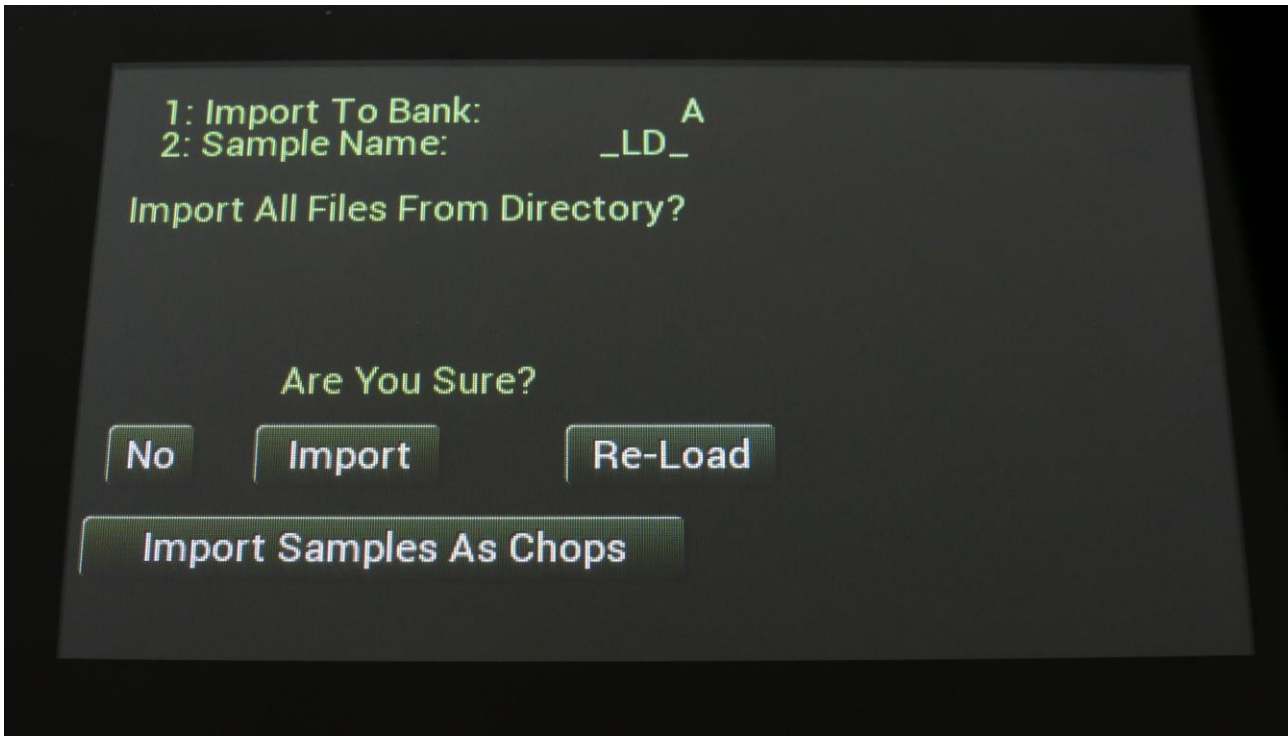 1: Import To Bank: A
2: Sample Name: _LD_
Import All Files From Directory?
Are You Sure?
No Import Re-Load
Import Samples As Chops